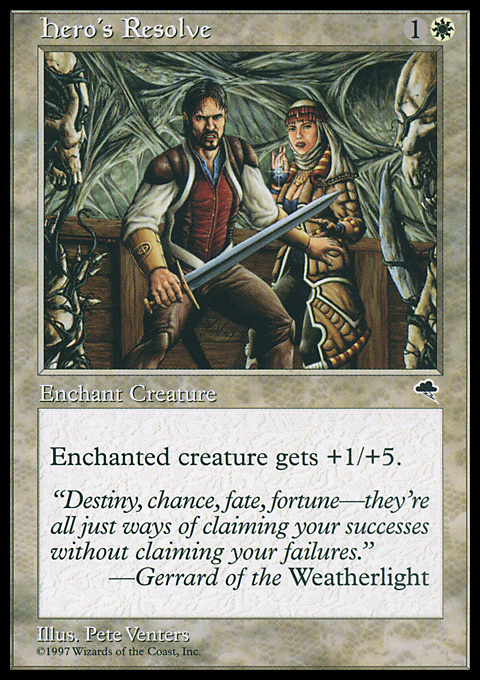 Hero's Resolve 1
Enchant Creature
Enchanted creature gets +1/+5.
“Destiny, chance, fate, fortune—they're
all just ways of claiming your successes
without claiming your failures.”
—Gerrard of the Weatherlight
Illus. Pete Venters
©1997 Wizards of the Coast, Inc.